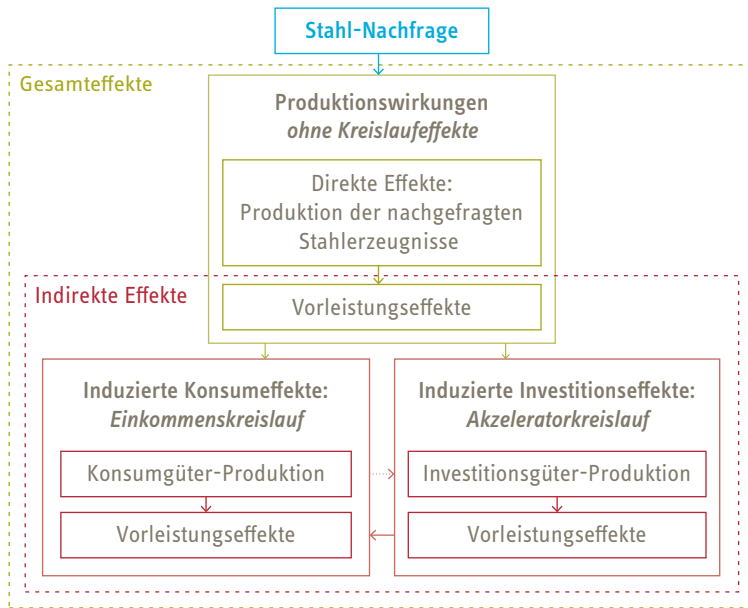 Stahl-Nachfrage
Gesamteffekte
Produktionswirkungen
ohne Kreislaufeffekte
Direkte Effekte:
Produktion der nachgefragten
Stahlerzeugnisse
Indirekte Effekte
Vorleistungseffekte
Induzierte Konsumeffekte:
Einkommenskreislauf
Konsumgüter-Produktion
Vorleistungseffekte
Induzierte Investitionseffekte:
Akzeleratorkreislauf
Investitionsgüter-Produktion
Vorleistungseffekte